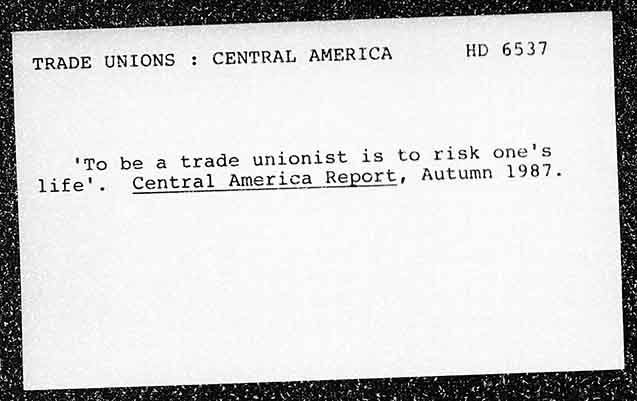 TRADE UNIONS : CENTRAL AMERICA HD 6537
'To be a trade unionist is to risk one's
life'. Central America Report, Autumn 1987.